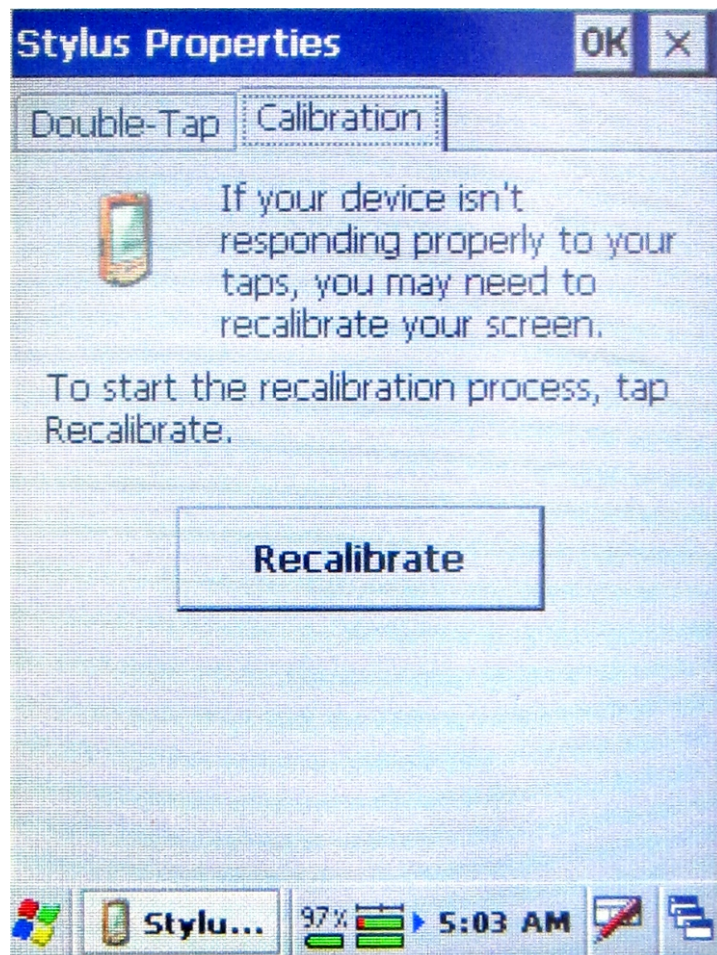 Stylus Properties OK ×
Double-Tap Calibration
If your device isn't
responding properly to your
taps, you may need to
recalibrate your screen.
To start the recalibration process, tap
Recalibrate.
Recalibrate
Stylu... 97% 5:03 AM